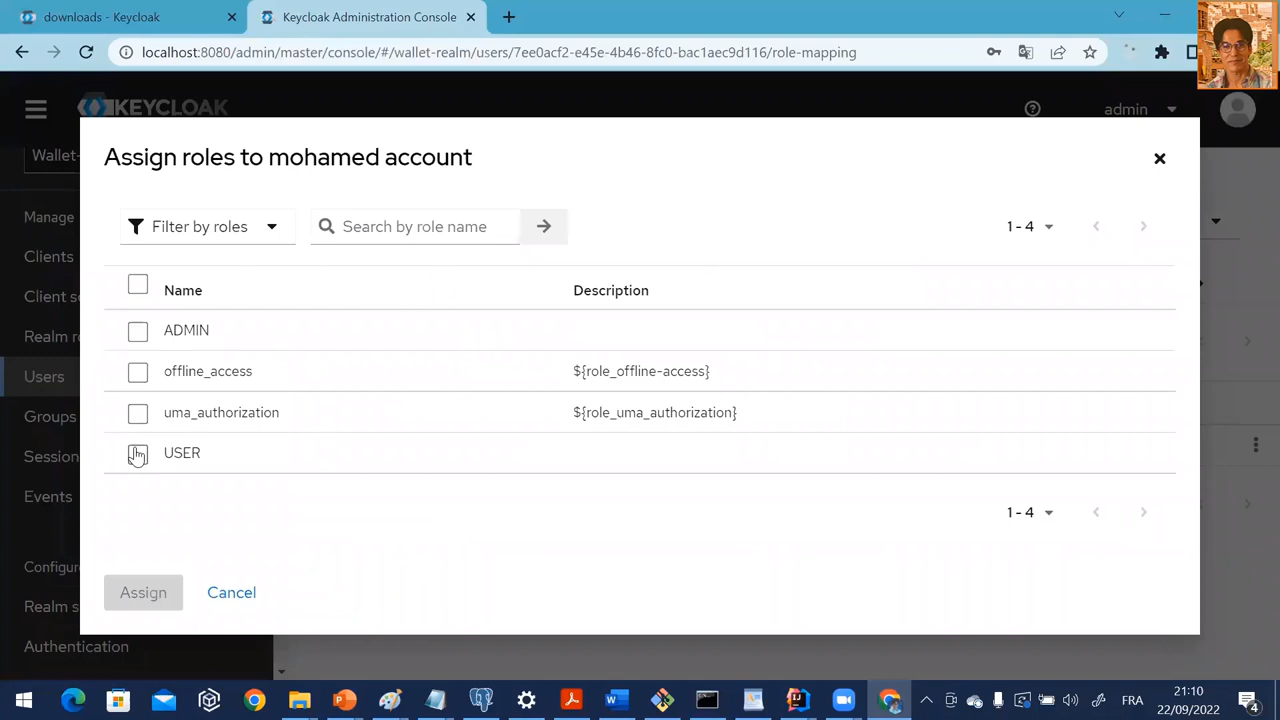 downloads - Keycloak
Keycloak Administration Console
localhost:8080/admin/master/console/#/wallet-realm/users/7ee0acf2-e45e-4b46-8fc0-bac1aec9d116/role-mapping
KEYCLOAK
admin
Wallet-
Manage
Clients
Client s
Realm r
Users
Groups
Session
Events
Configur
Realm s
Authentication
Assign roles to mohamed account
Filter by roles
Search by role name
1 - 4
Name Description
ADMIN
offline_access ${role_offline-access}
uma_authorization ${role_uma_authorization}
USER
1 - 4
Assign Cancel
FRA
21:10
22/09/2022
4